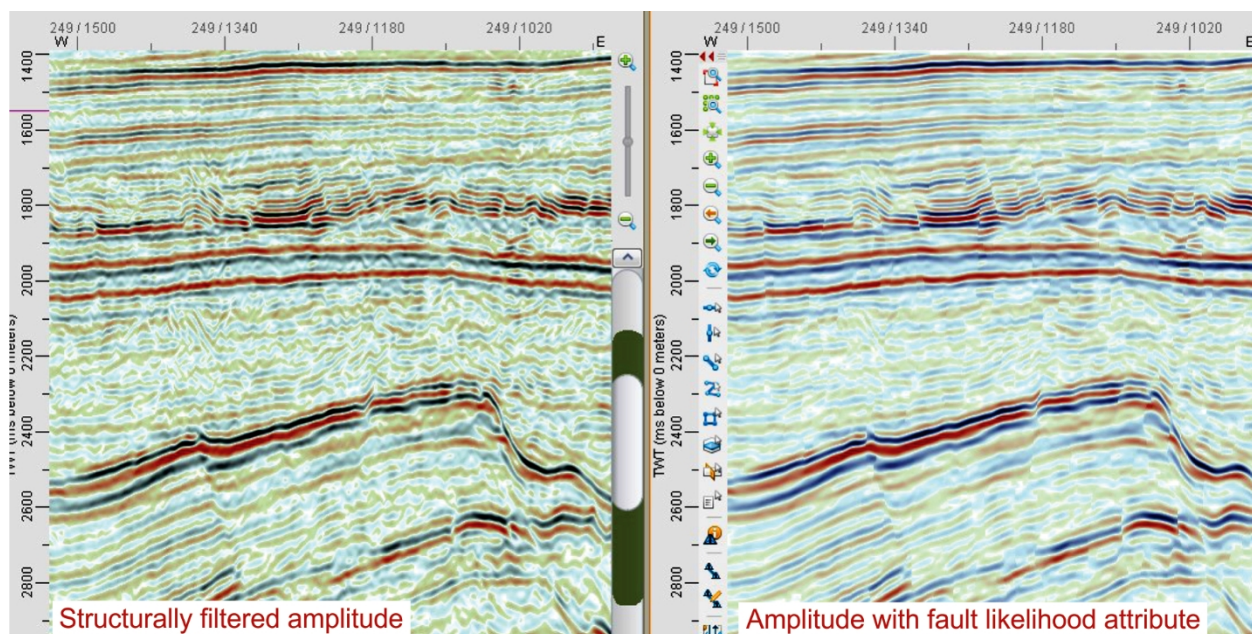 249 / 1500 249 / 1340 249 / 1180 249 / 1020
W E
1400
1600
1800
2000
2200
2400
2600
2800
TWT (ms below 0 meters)
Structurally filtered amplitude
249 / 1500 249 / 1340 249 / 1180 249 / 1020
W E
1400
1600
1800
2000
2200
2400
2600
2800
TWT (ms below 0 meters)
Amplitude with fault likelihood attribute